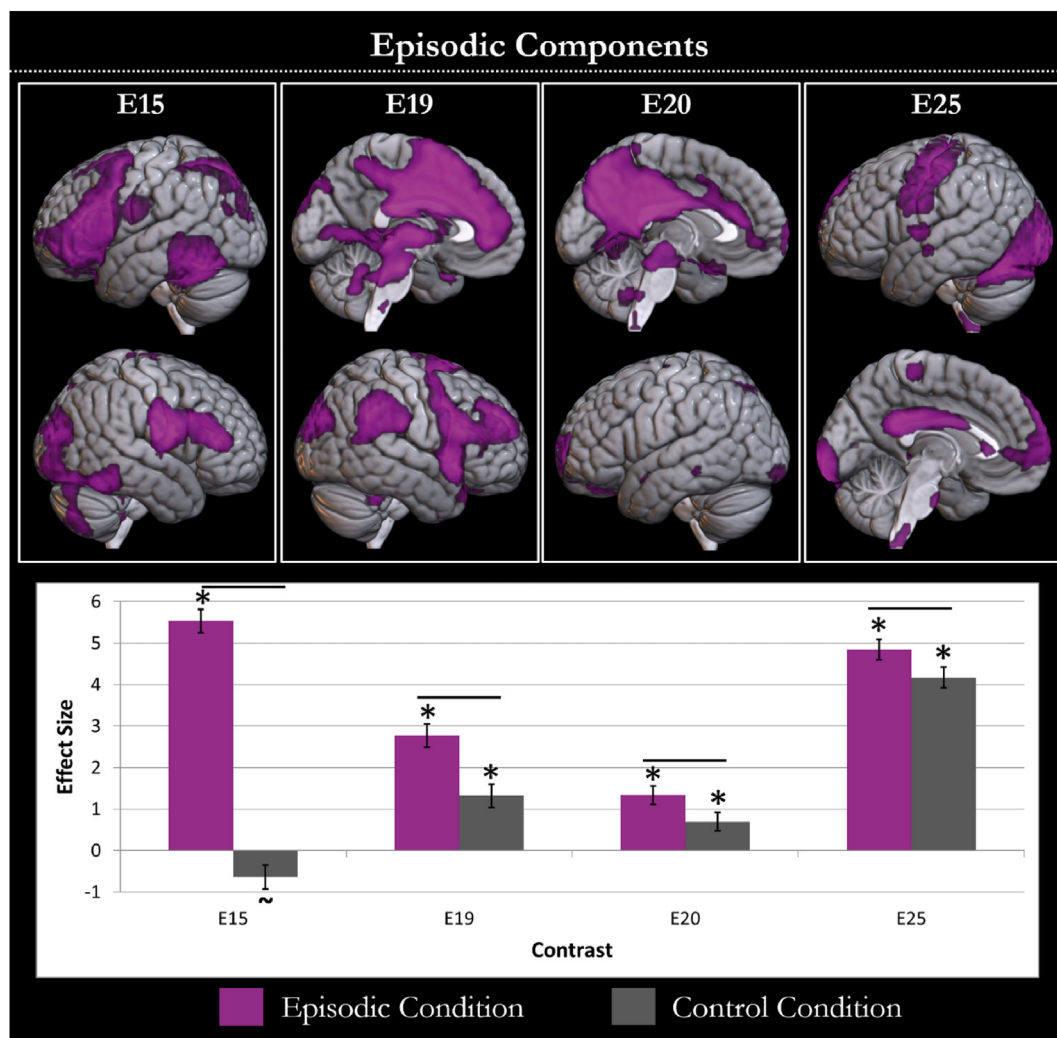 Episodic Components
E15
E19
E20
E25
6
5
4
3
2
1
0
-1
Effect Size
*
*
*
*
*
*
*
~
E15
E19
E20
E25
Contrast
Episodic Condition
Control Condition